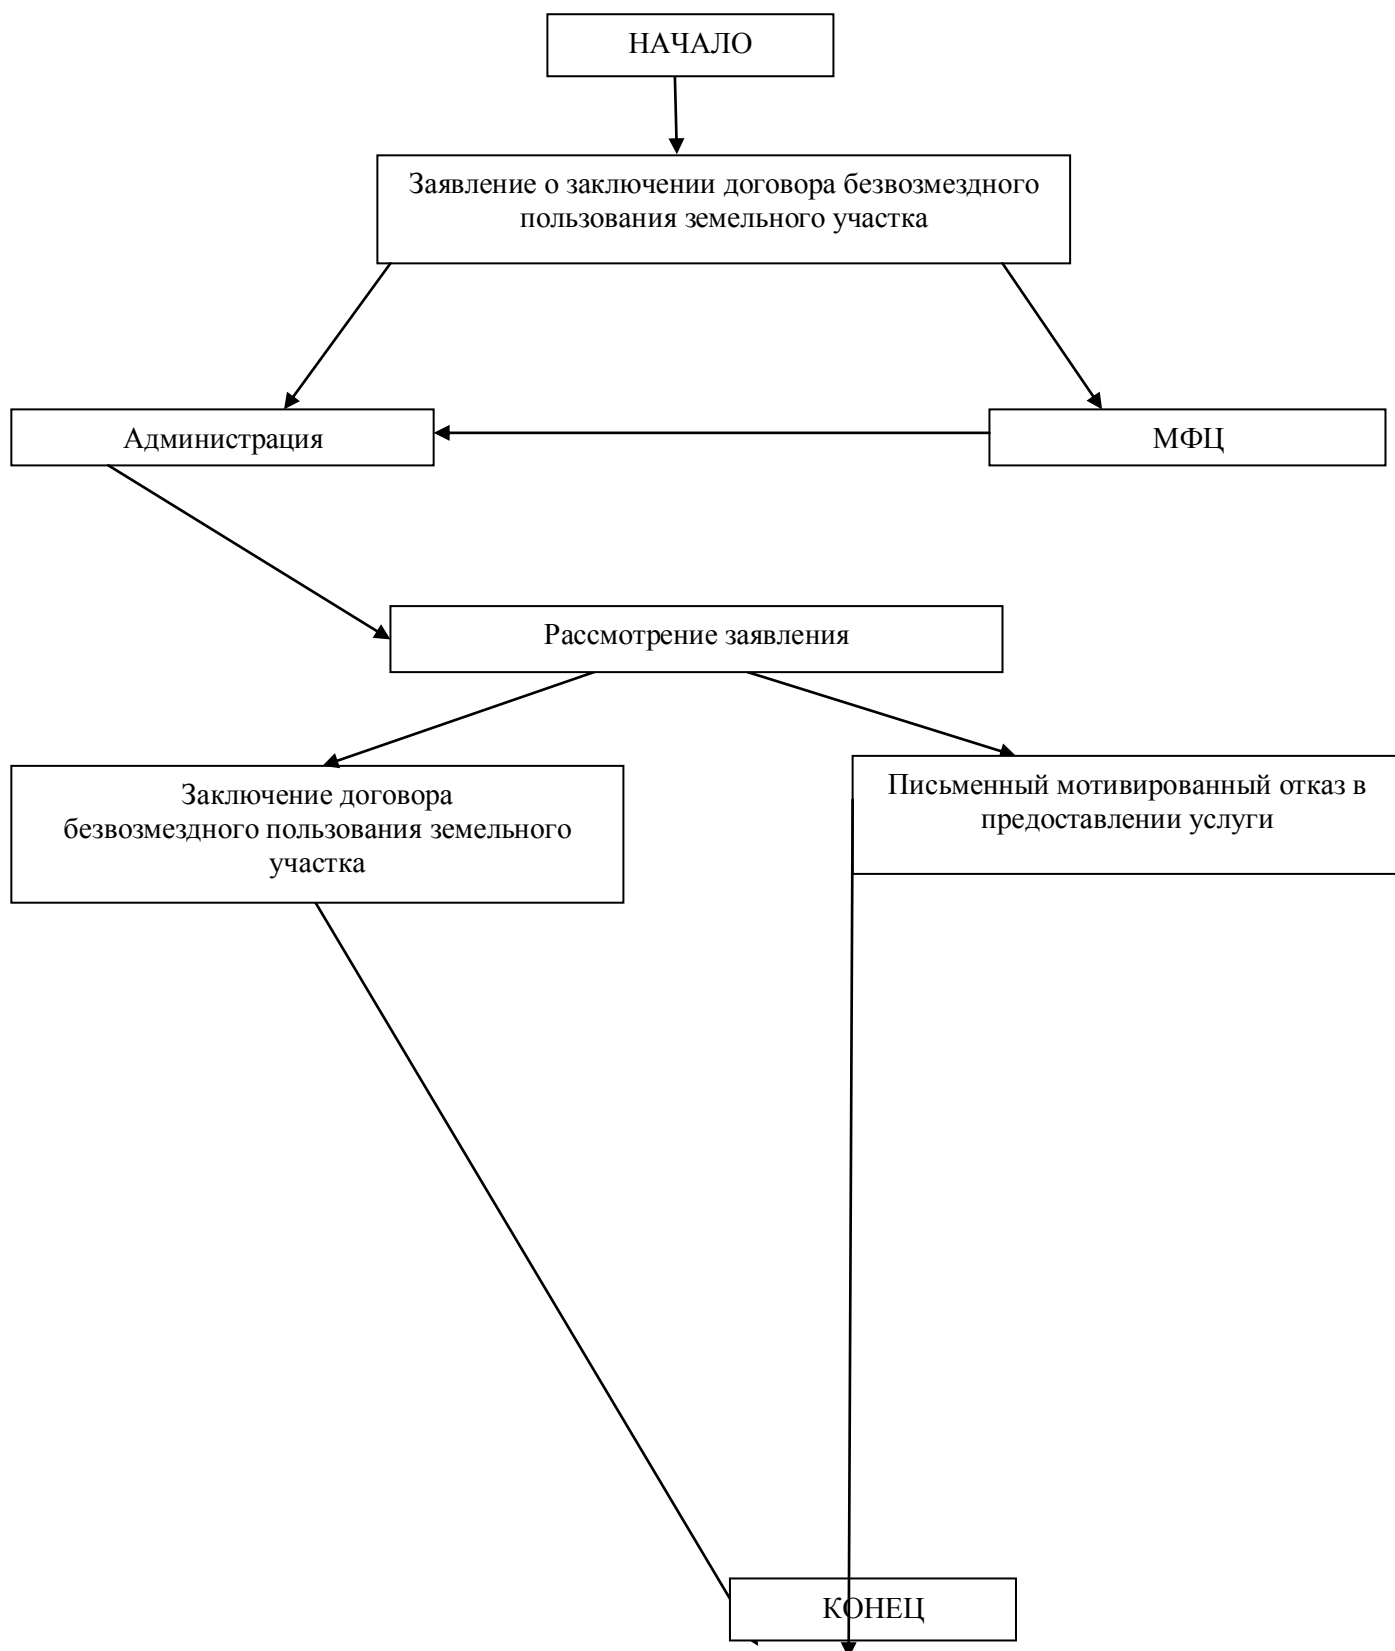 НАЧАЛО
Заявление о заключении договора безвозмездного
пользования земельного участка
Администрация
МФЦ
Рассмотрение заявления
Заключение договора
безвозмездного пользования земельного
участка
Письменный мотивированный отказ в
предоставлении услуги
КОНЕЦ